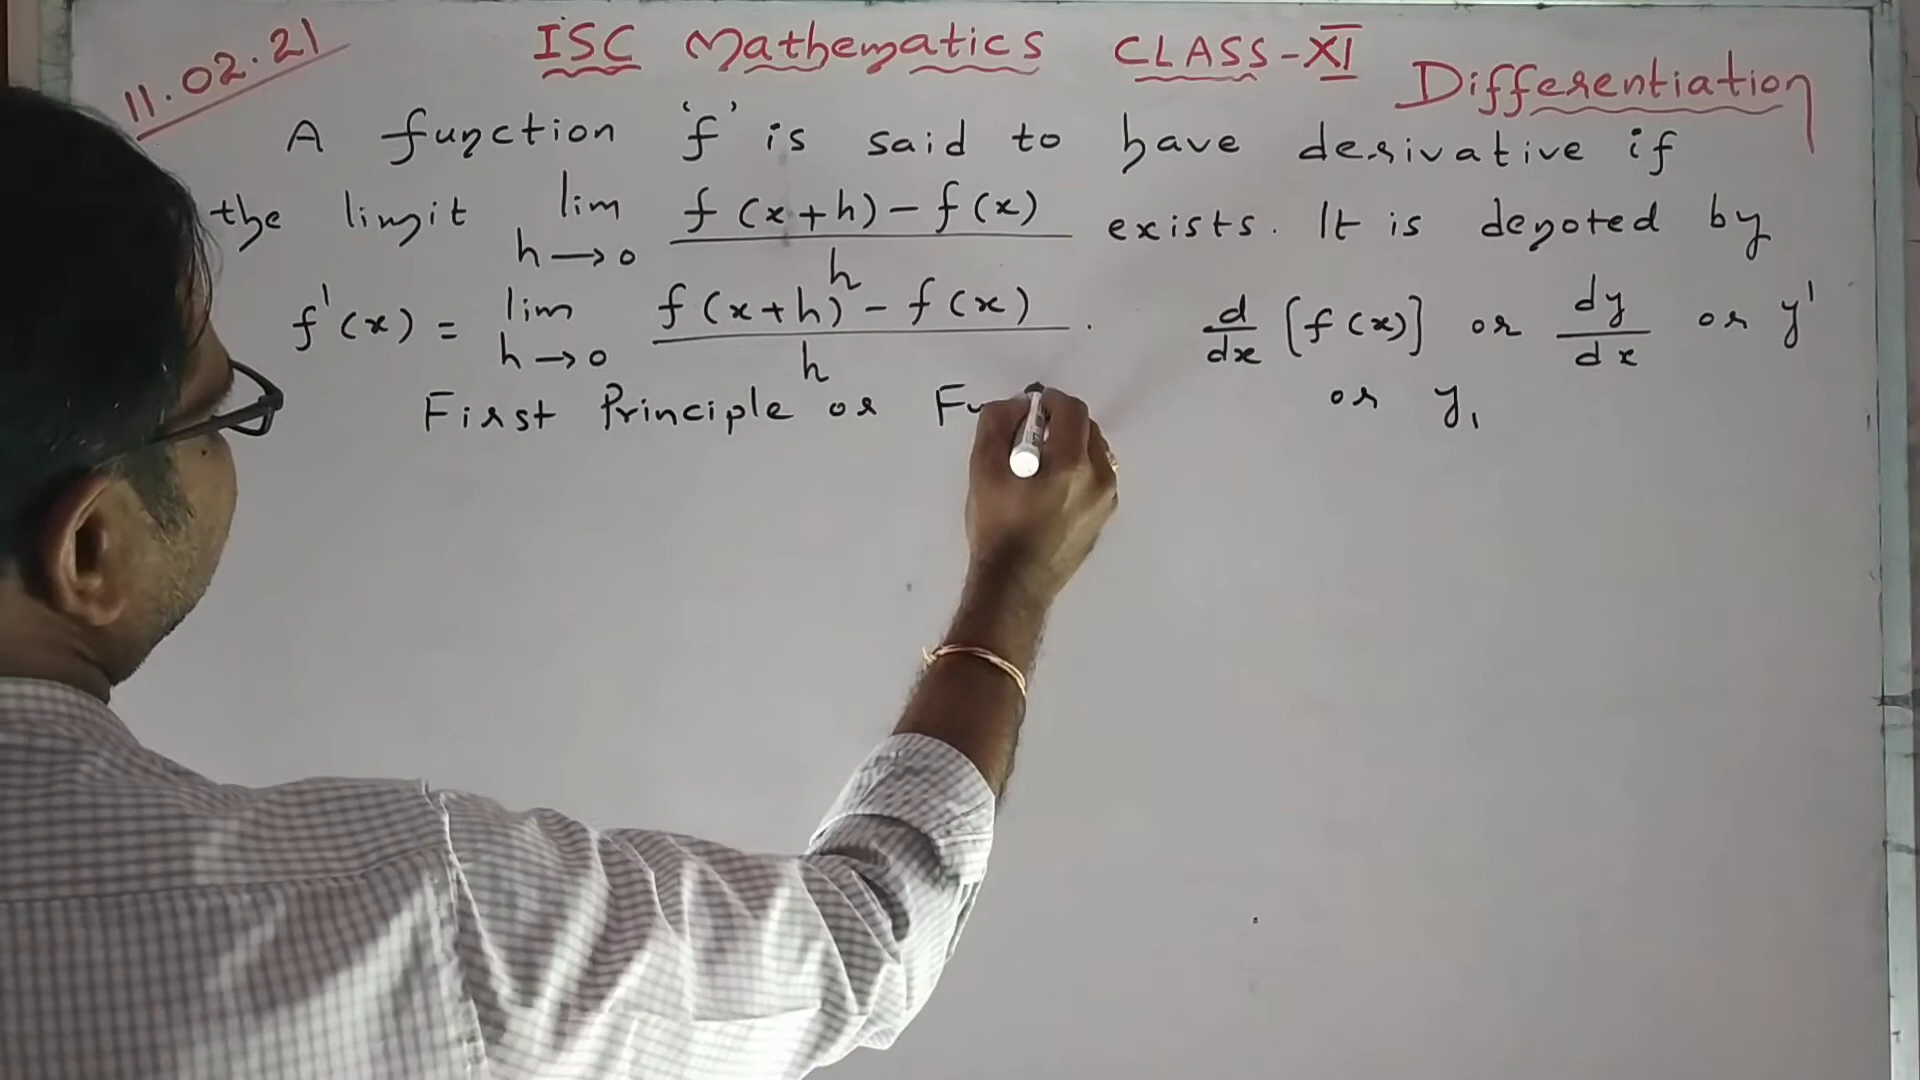 11.02.21 ISC Mathematics CLASS-XI Differentiation
A function 'f' is said to have derivative if
the limit lim h→0 f(x+h)-f(x) / h exists. It is denoted by
f'(x) = lim h→0 f(x+h)-f(x) / h . d/dx [f(x)] or dy/dx or y'
First Principle or or y₁